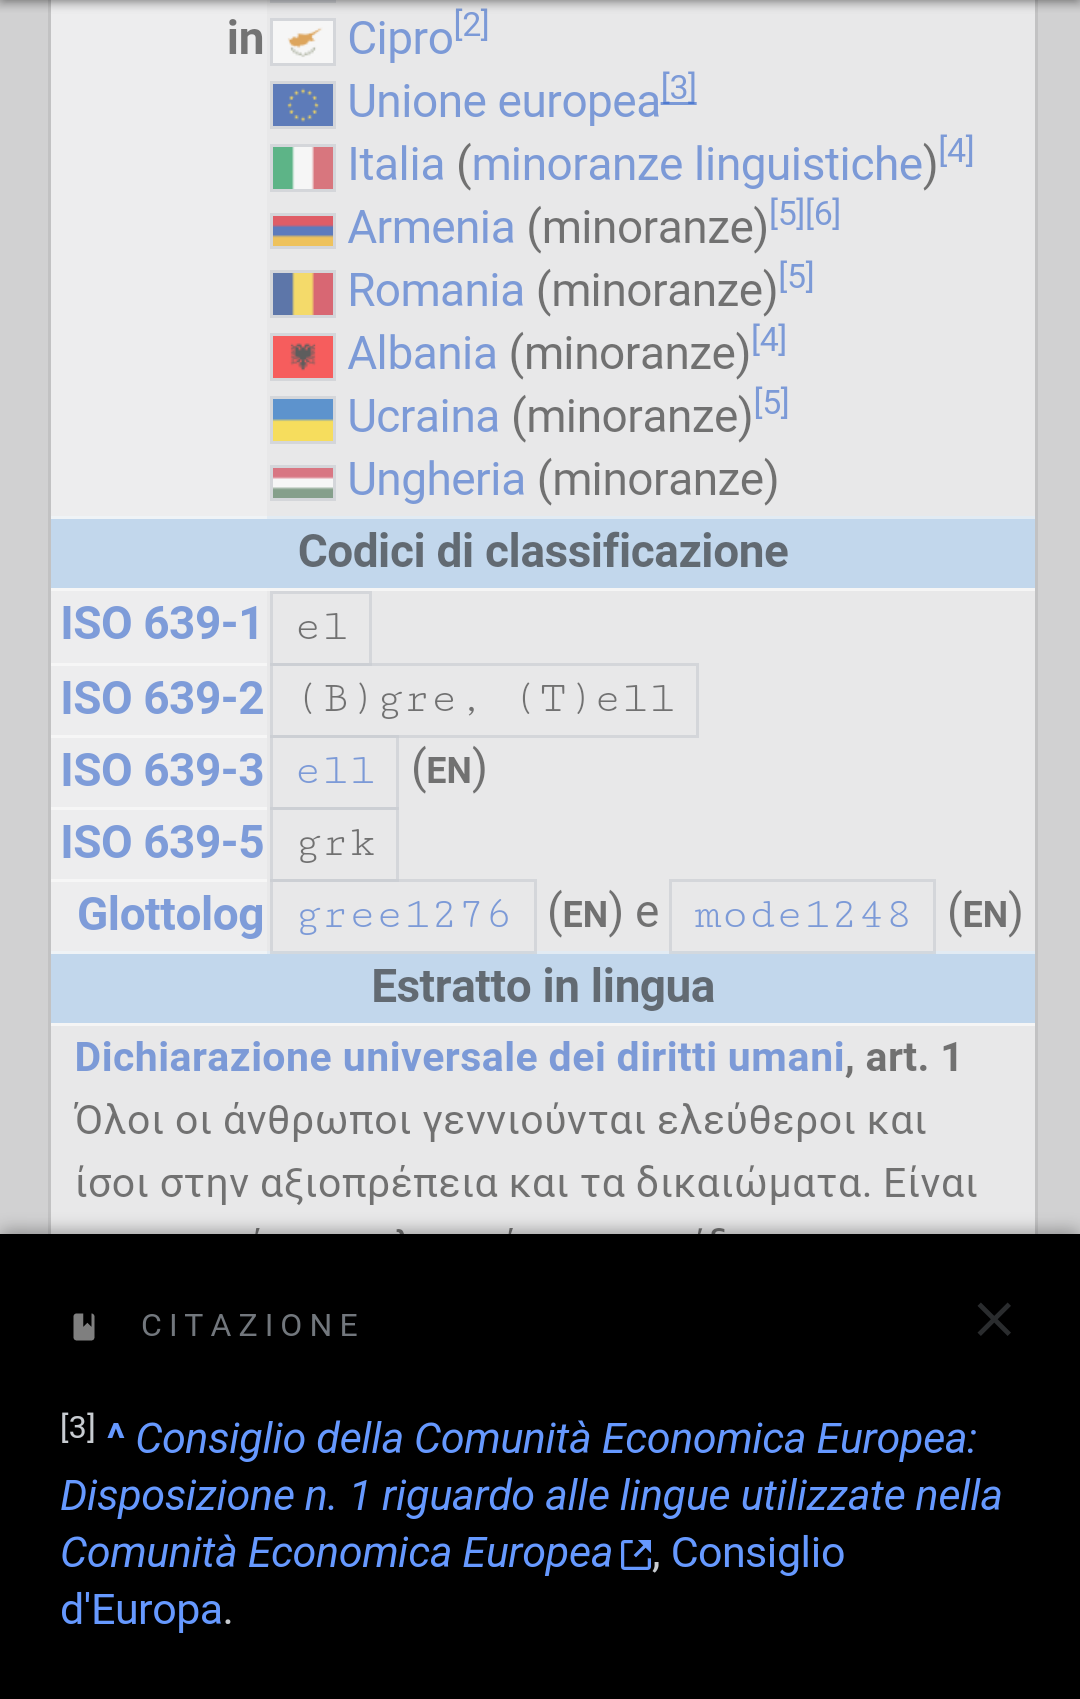 in Cipro[2]
Unione europea[3]
Italia (minoranze linguistiche)[4]
Armenia (minoranze)[5][6]
Romania (minoranze)[5]
Albania (minoranze)[4]
Ucraina (minoranze)[5]
Ungheria (minoranze)
Codici di classificazione
ISO 639-1 el
ISO 639-2 (B)gre, (T)ell
ISO 639-3 ell (EN)
ISO 639-5 grk
Glottolog gree1276 (EN) e mode1248 (EN)
Estratto in lingua
Dichiarazione universale dei diritti umani, art. 1
Όλοι οι άνθρωποι γεννιούνται ελεύθεροι και
ίσοι στην αξιοπρέπεια και τα δικαιώματα. Είναι
CITAZIONE
[3] ^ Consiglio della Comunità Economica Europea:
Disposizione n. 1 riguardo alle lingue utilizzate nella
Comunità Economica Europea, Consiglio
d'Europa.